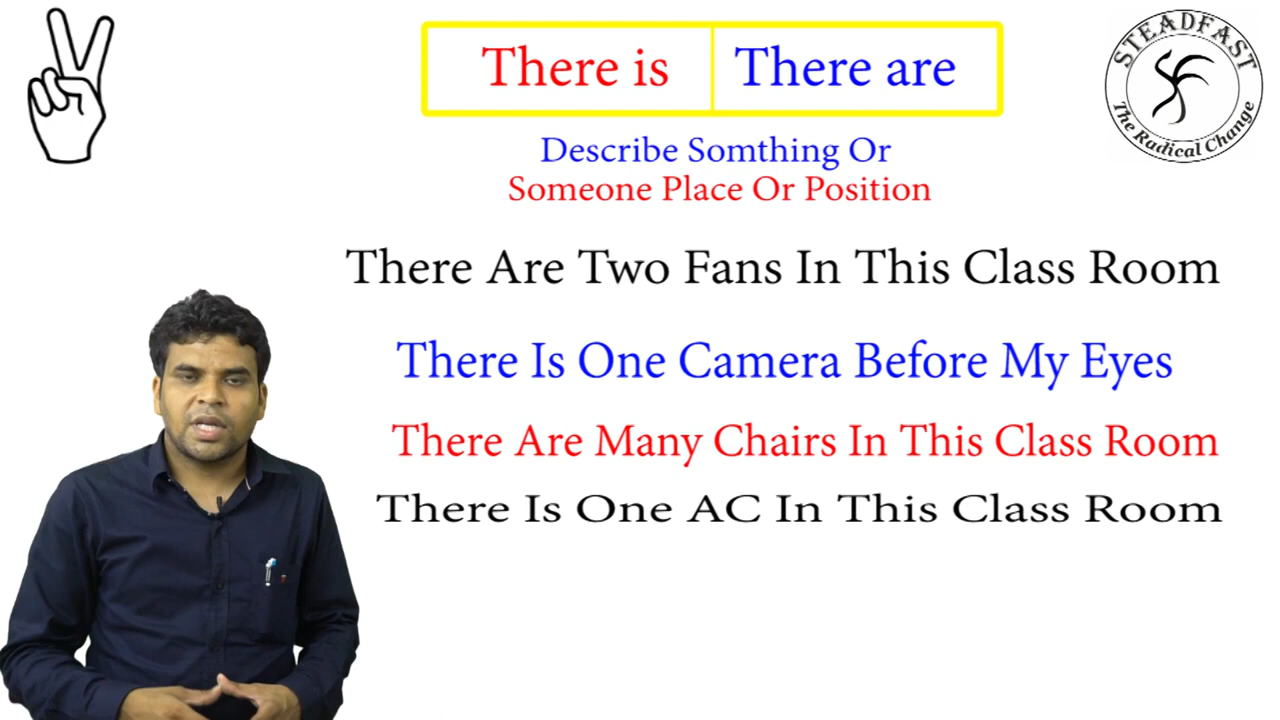 There is
There are
STEADFAST
The Radical Change
Describe Somthing Or
Someone Place Or Position
There Are Two Fans In This Class Room
There Is One Camera Before My Eyes
There Are Many Chairs In This Class Room
There Is One AC In This Class Room